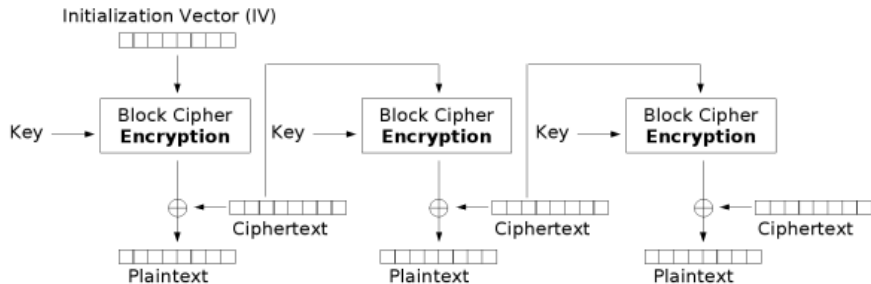 Initialization Vector (IV)
Key
Block Cipher
Encryption
Key
Block Cipher
Encryption
Key
Block Cipher
Encryption
Ciphertext
Ciphertext
Ciphertext
Plaintext
Plaintext
Plaintext